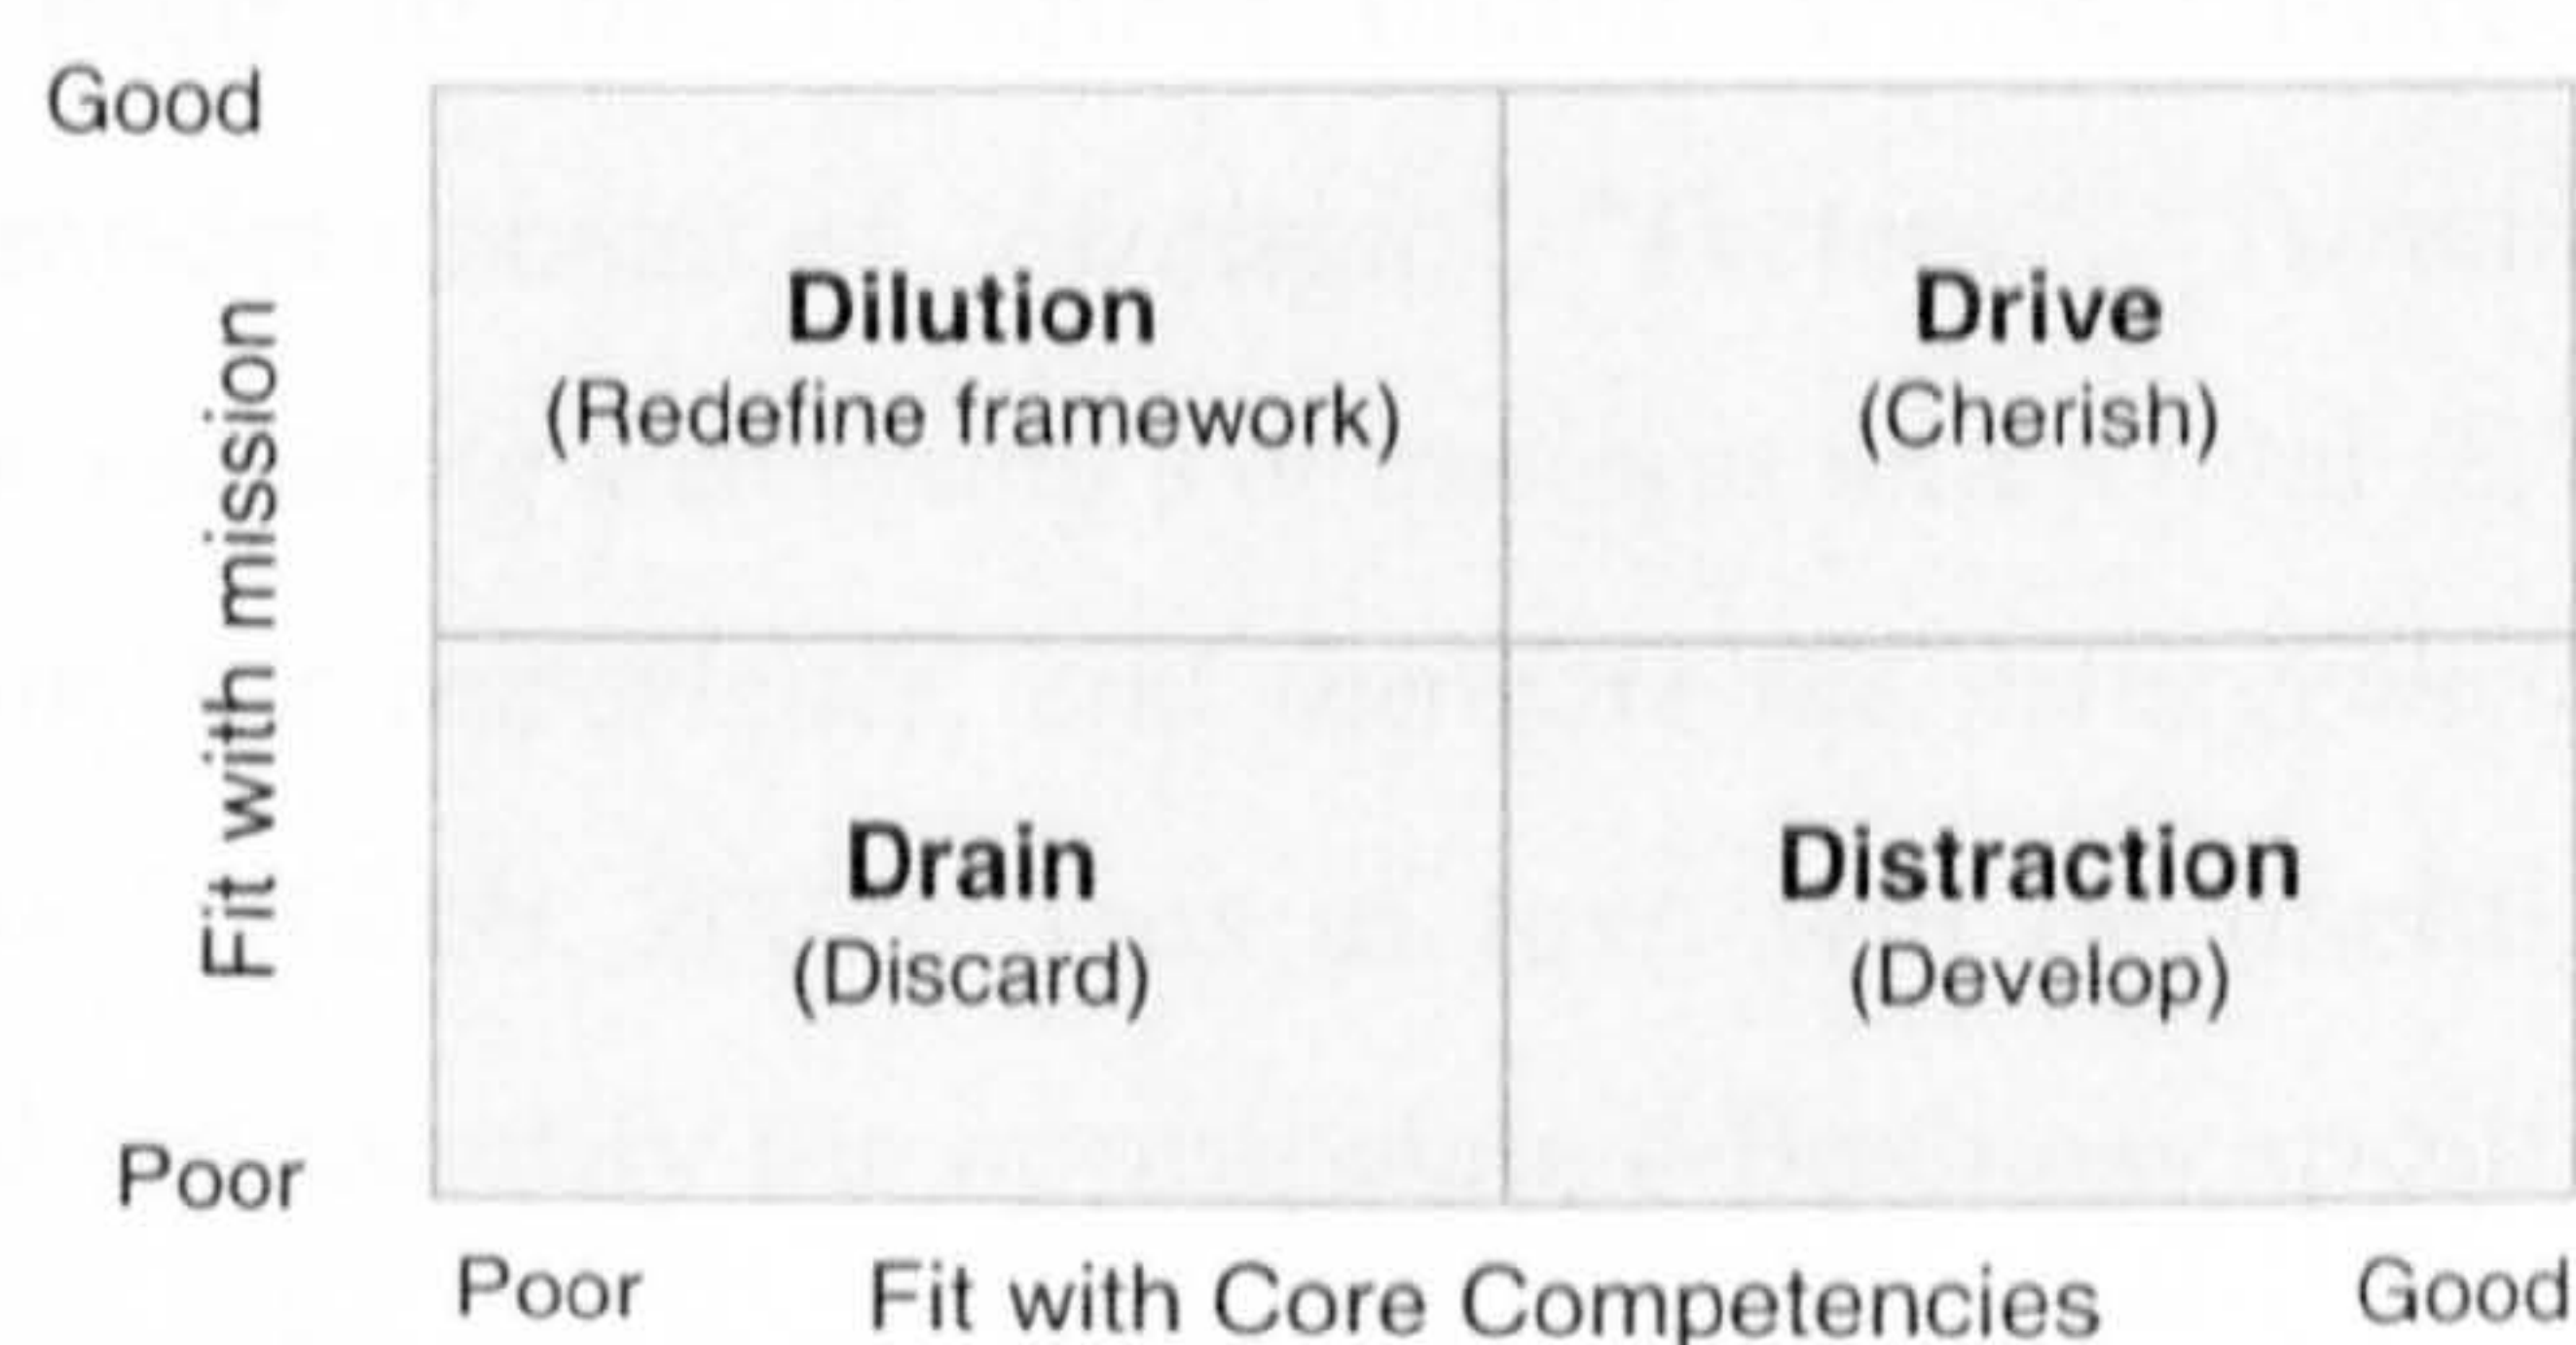 Good
Dilution
(Redefine framework)
Drive
(Cherish)
Fit with mission
Drain
(Discard)
Distraction
(Develop)
Poor
Poor
Fit with Core Competencies
Good